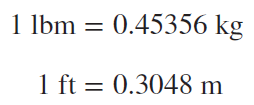 1 lbm = 0.45356 kg
1 ft = 0.3048 m